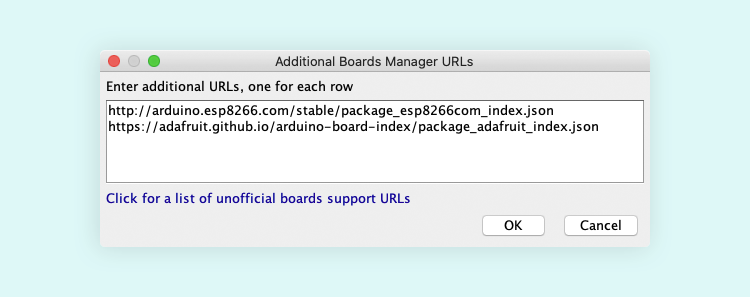 Additional Boards Manager URLs
Enter additional URLs, one for each row
http://arduino.esp8266.com/stable/package_esp8266com_index.json
https://adafruit.github.io/arduino-board-index/package_adafruit_index.json
Click for a list of unofficial boards support URLs
OK Cancel